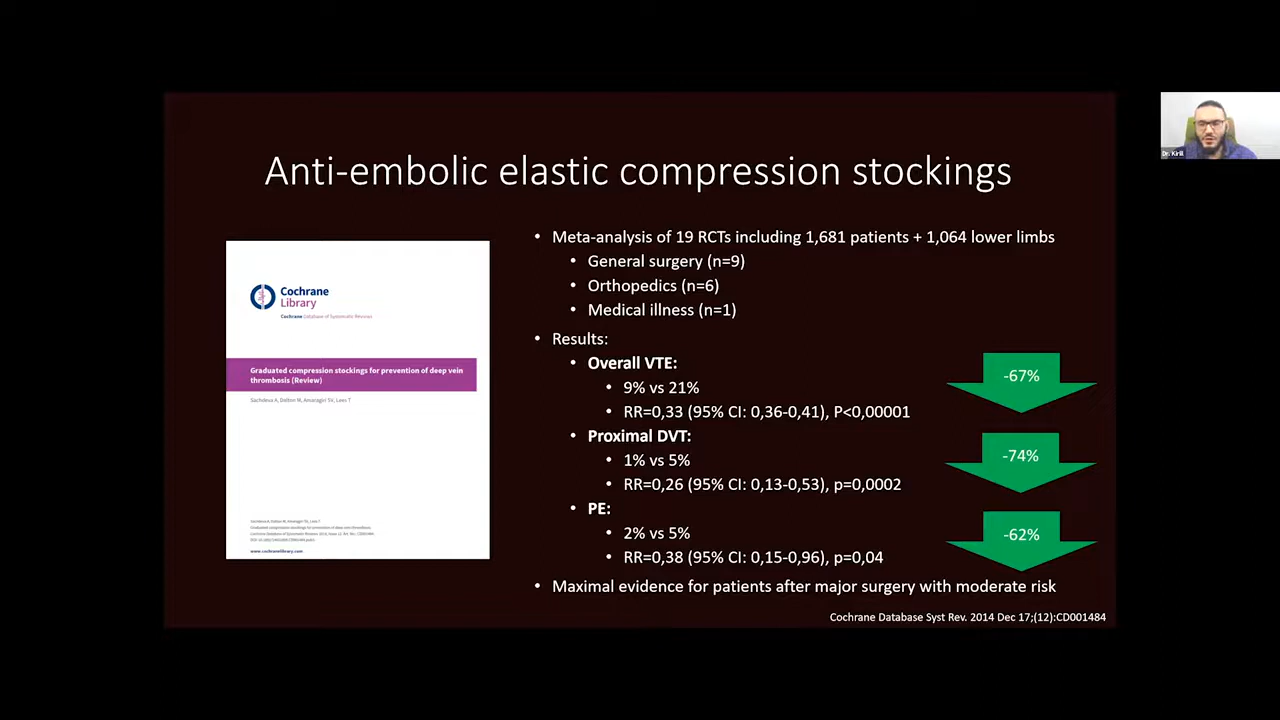 Anti-embolic elastic compression stockings
Cochrane
Library
Cochrane Database of Systematic Reviews
Graduated compression stockings for prevention of deep vein
thrombosis (Review)
Sachdeva A, Dalton M, Amaragiri SV, Lees T
www.cochranelibrary.com
• Meta-analysis of 19 RCTs including 1,681 patients + 1,064 lower limbs
• General surgery (n=9)
• Orthopedics (n=6)
• Medical illness (n=1)
• Results:
• Overall VTE:
• 9% vs 21%
• RR=0,33 (95% CI: 0,36-0,41), P<0,00001
-67%
• Proximal DVT:
• 1% vs 5%
• RR=0,26 (95% CI: 0,13-0,53), p=0,0002
-74%
• PE:
• 2% vs 5%
• RR=0,38 (95% CI: 0,15-0,96), p=0,04
-62%
• Maximal evidence for patients after major surgery with moderate risk
Cochrane Database Syst Rev. 2014 Dec 17;(12):CD001484
Dr. Kirill